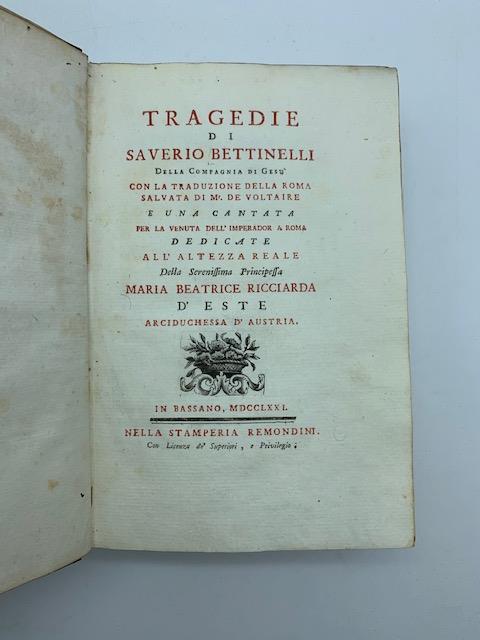 TRAGEDIE
DI
SAVERIO BETTINELLI
DELLA COMPAGNIA DI GESU'
CON LA TRADUZIONE DELLA ROMA
SALVATA DI Mr. DE VOLTAIRE
E UNA CANTATA
PER LA VENUTA DELL' IMPERADOR A ROMA
DEDICATE
ALL' ALTEZZA REALE
Della Serenissima Principessa
MARIA BEATRICE RICCIARDA
D' ESTE
ARCIDUCHESSA D' AUSTRIA.
IN BASSANO, MDCCLXXI.
NELLA STAMPERIA REMONDINI.
Con Licenza de' Superiori, e Privilegio: